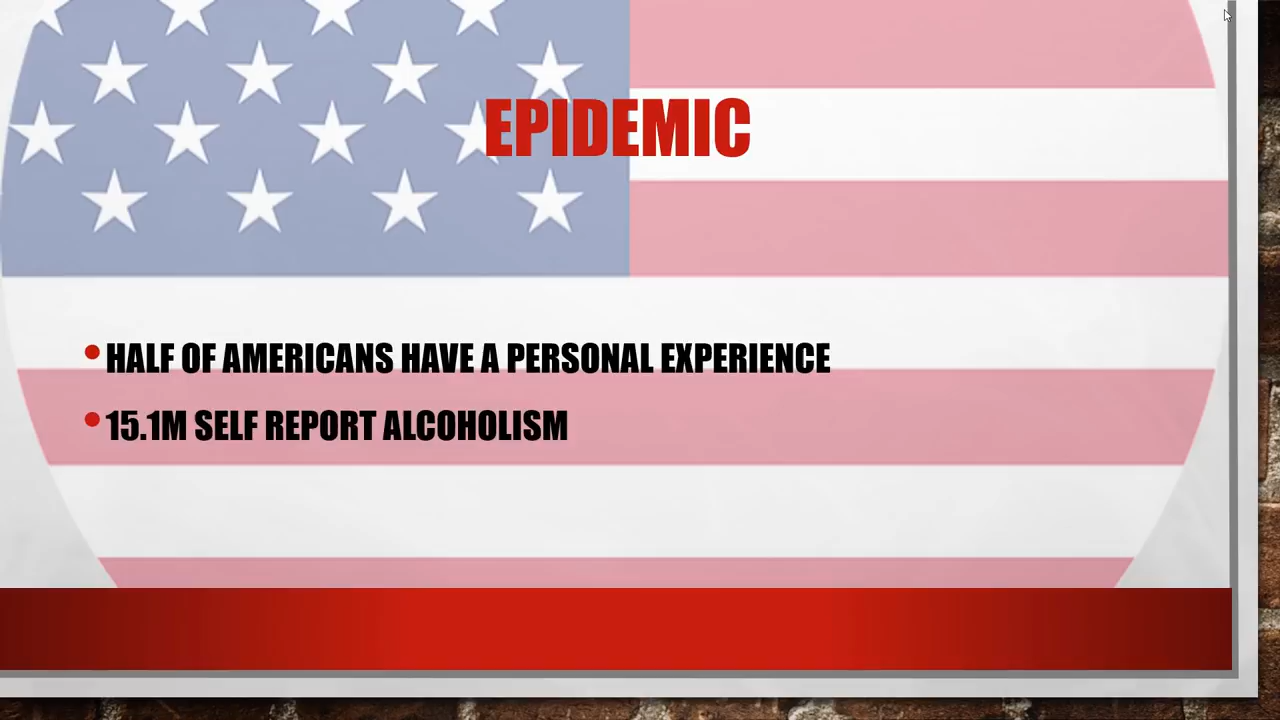 EPIDEMIC
• HALF OF AMERICANS HAVE A PERSONAL EXPERIENCE
• 15.1M SELF REPORT ALCOHOLISM